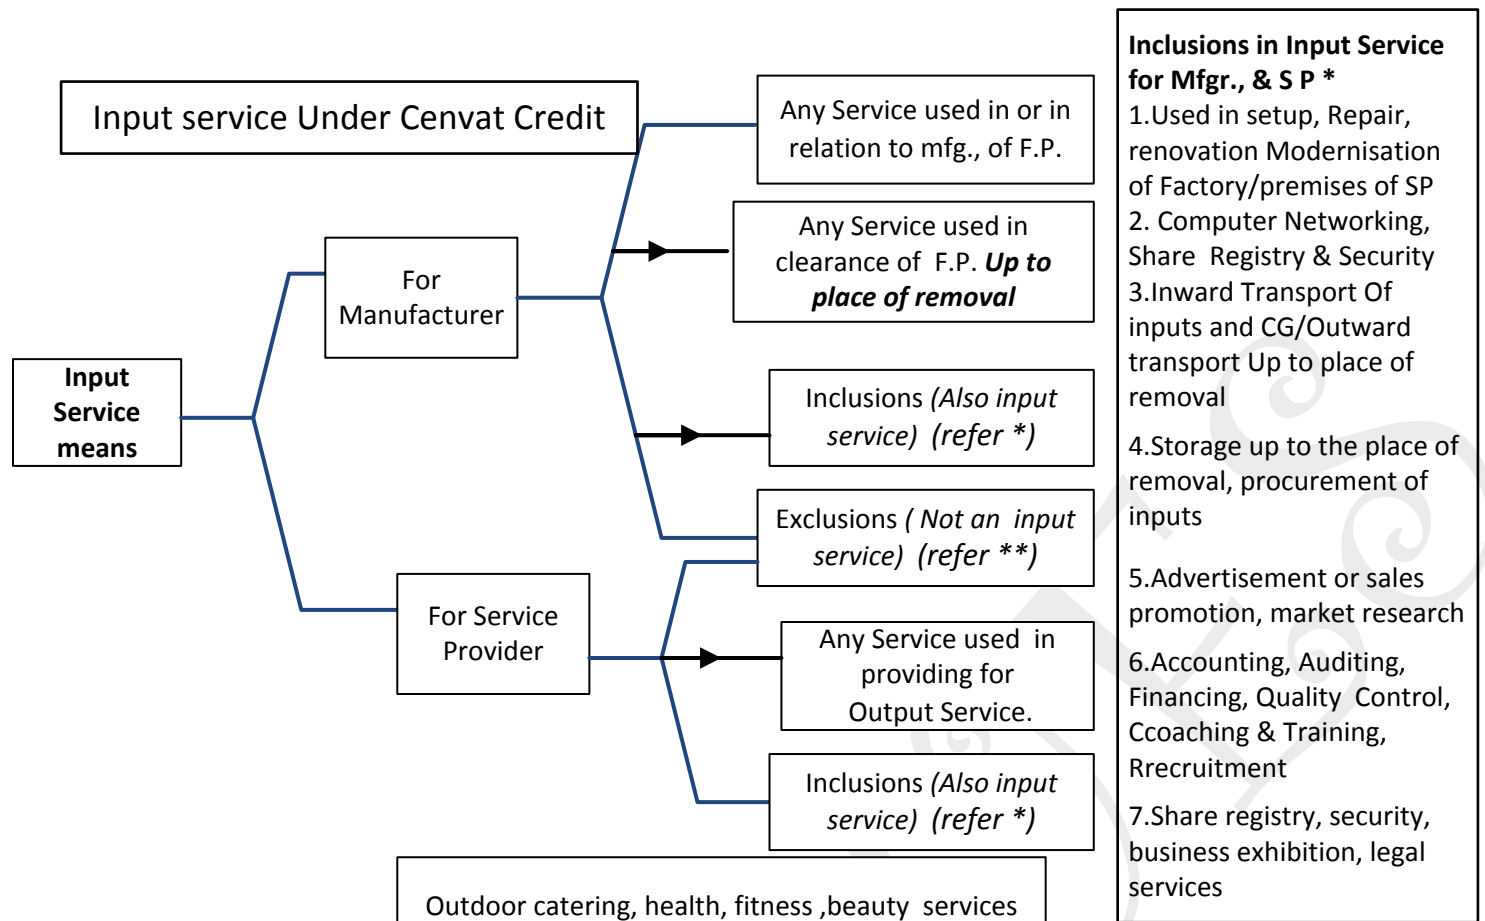 Input service Under Cenvat Credit
Any Service used in or in
relation to mfg., of F.P.
Any Service used in
clearance of F.P. Up to
place of removal
For
Manufacturer
Input
Service
means
Inclusions (Also input
service) (refer *)
Exclusions ( Not an input
service) (refer **)
For Service
Provider
Any Service used in
providing for
Output Service.
Inclusions (Also input
service) (refer *)
Outdoor catering, health, fitness ,beauty services
Inclusions in Input Service
for Mfgr., & S P *
1.Used in setup, Repair,
renovation Modernisation
of Factory/premises of SP
2. Computer Networking,
Share Registry & Security
3.Inward Transport Of
inputs and CG/Outward
transport Up to place of
removal
4.Storage up to the place of
removal, procurement of
inputs
5.Advertisement or sales
promotion, market research
6.Accounting, Auditing,
Financing, Quality Control,
Ccoaching & Training,
Rrecruitment
7.Share registry, security,
business exhibition, legal
services